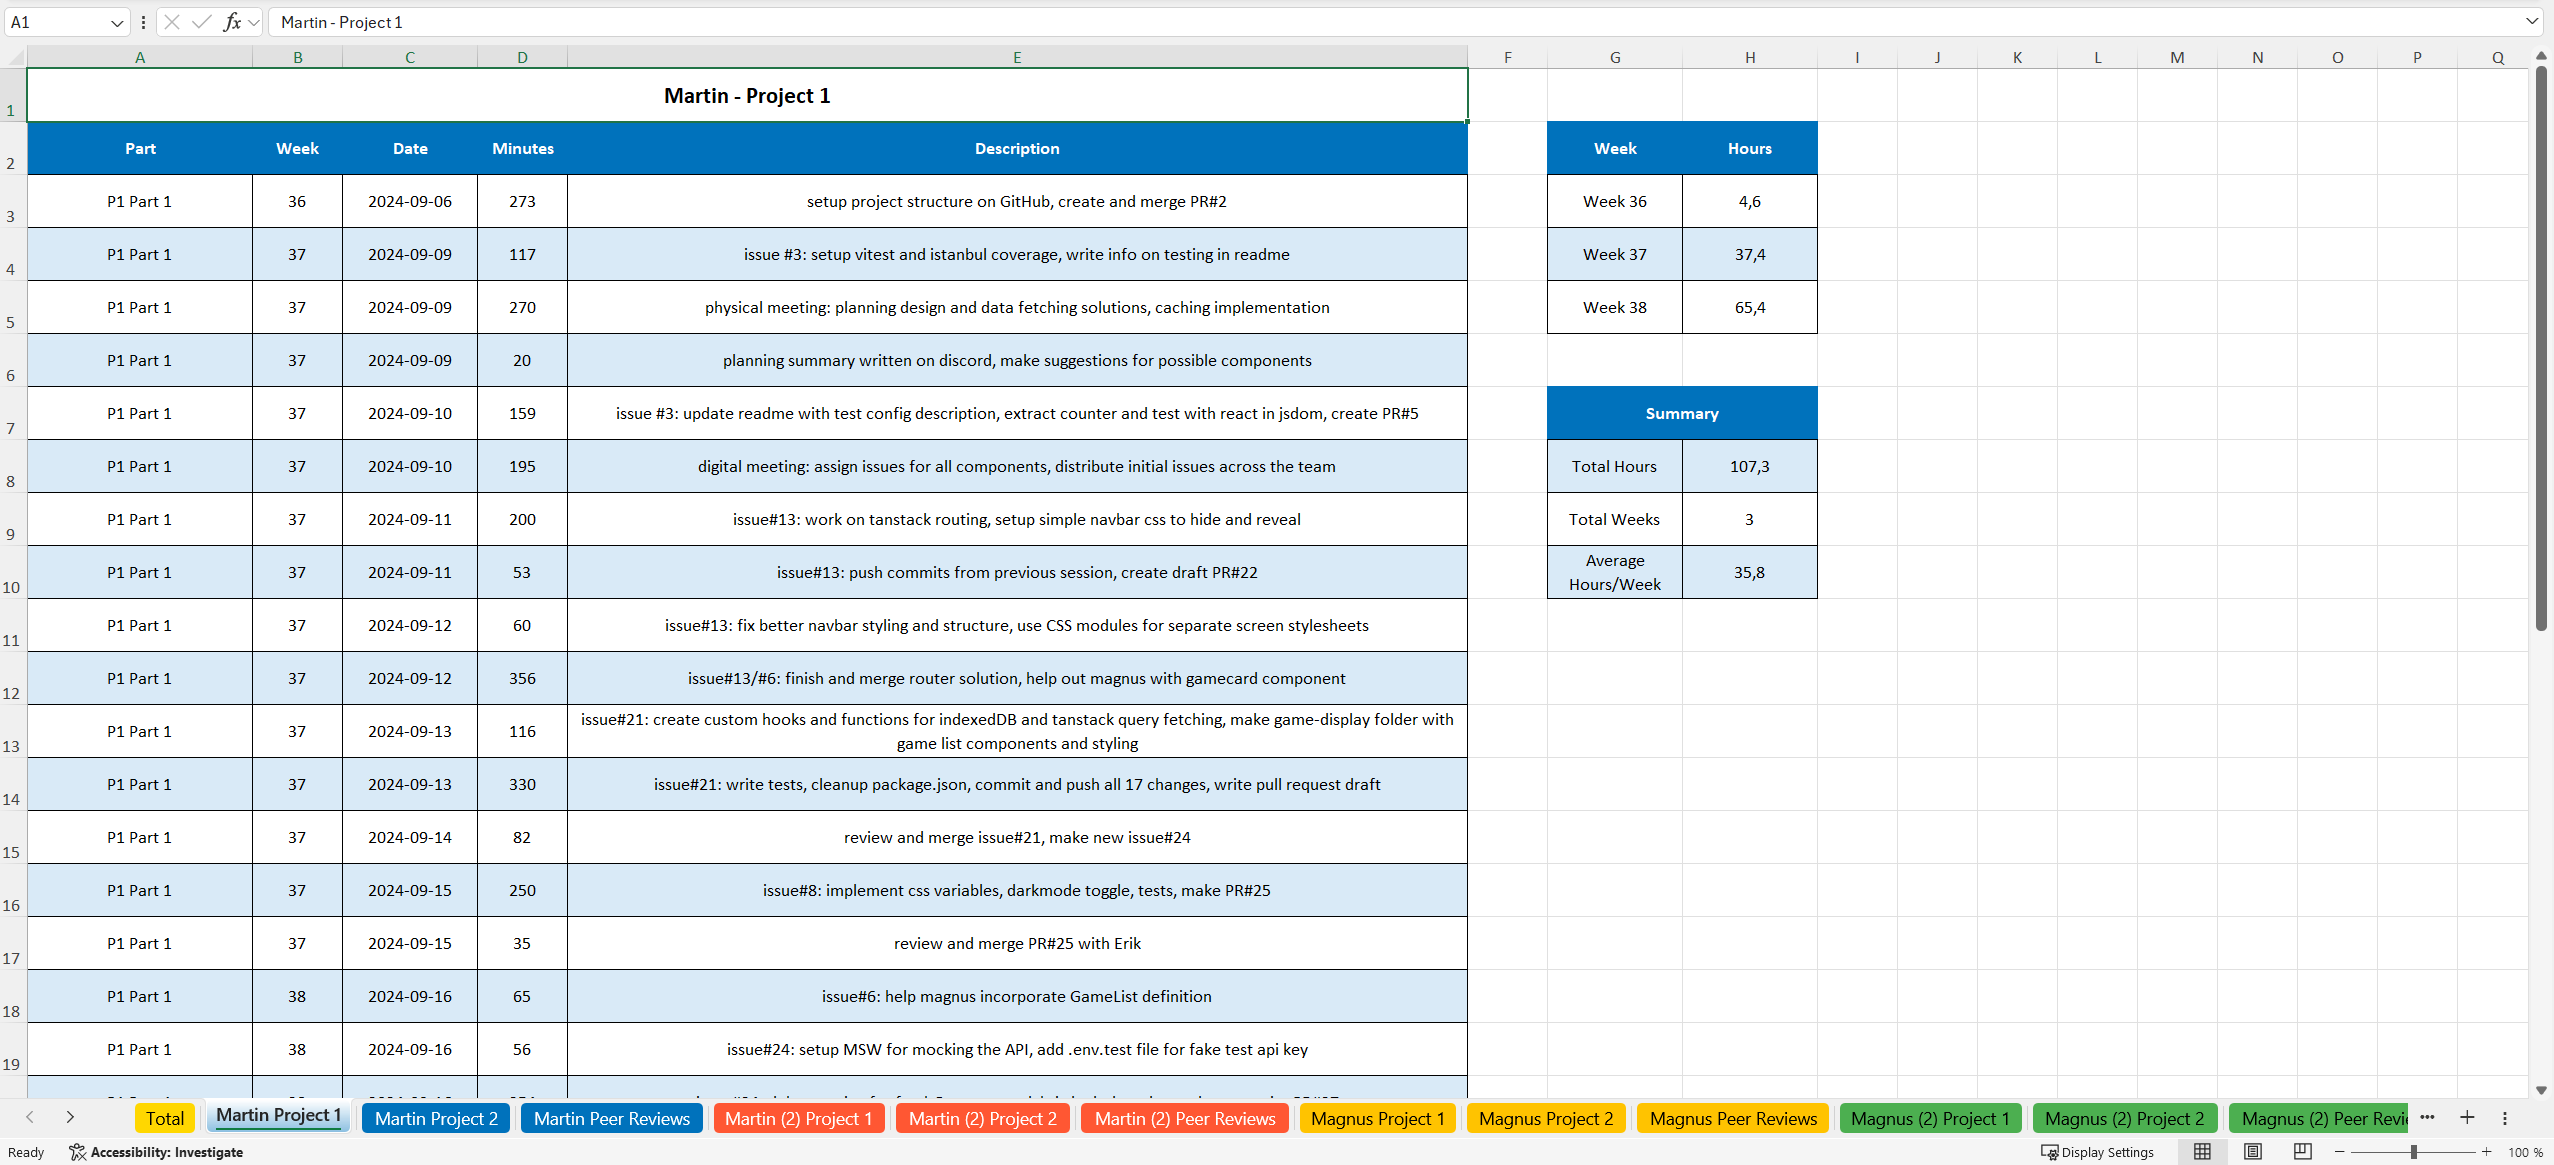 A1 fx Martin - Project 1
A B C D E F G H I J K L M N O P Q
1 Martin - Project 1
2 Part Week Date Minutes Description Week Hours
3 P1 Part 1 36 2024-09-06 273 setup project structure on GitHub, create and merge PR#2 Week 36 4,6
4 P1 Part 1 37 2024-09-09 117 issue #3: setup vitest and istanbul coverage, write info on testing in readme Week 37 37,4
5 P1 Part 1 37 2024-09-09 270 physical meeting: planning design and data fetching solutions, caching implementation Week 38 65,4
6 P1 Part 1 37 2024-09-09 20 planning summary written on discord, make suggestions for possible components
7 P1 Part 1 37 2024-09-10 159 issue #3: update readme with test config description, extract counter and test with react in jsdom, create PR#5 Summary
8 P1 Part 1 37 2024-09-10 195 digital meeting: assign issues for all components, distribute initial issues across the team Total Hours 107,3
9 P1 Part 1 37 2024-09-11 200 issue#13: work on tanstack routing, setup simple navbar css to hide and reveal Total Weeks 3
10 P1 Part 1 37 2024-09-11 53 issue#13: push commits from previous session, create draft PR#22 Average Hours/Week 35,8
11 P1 Part 1 37 2024-09-12 60 issue#13: fix better navbar styling and structure, use CSS modules for separate screen stylesheets
12 P1 Part 1 37 2024-09-12 356 issue#13/#6: finish and merge router solution, help out magnus with gamecard component
13 P1 Part 1 37 2024-09-13 116 issue#21: create custom hooks and functions for indexedDB and tanstack query fetching, make game-display folder with
game list components and styling
14 P1 Part 1 37 2024-09-13 330 issue#21: write tests, cleanup package.json, commit and push all 17 changes, write pull request draft
15 P1 Part 1 37 2024-09-14 82 review and merge issue#21, make new issue#24
16 P1 Part 1 37 2024-09-15 250 issue#8: implement css variables, darkmode toggle, tests, make PR#25
17 P1 Part 1 37 2024-09-15 35 review and merge PR#25 with Erik
18 P1 Part 1 38 2024-09-16 65 issue#6: help magnus incorporate GameList definition
19 P1 Part 1 38 2024-09-16 56 issue#24: setup MSW for mocking the API, add .env.test file for fake test api key
Total Martin Project 1 Martin Project 2 Martin Peer Reviews Martin (2) Project 1 Martin (2) Project 2 Martin (2) Peer Reviews Magnus Project 1 Magnus Project 2 Magnus Peer Reviews Magnus (2) Project 1 Magnus (2) Project 2 Magnus (2) Peer Revi
Ready Accessibility: Investigate Display Settings 100 %